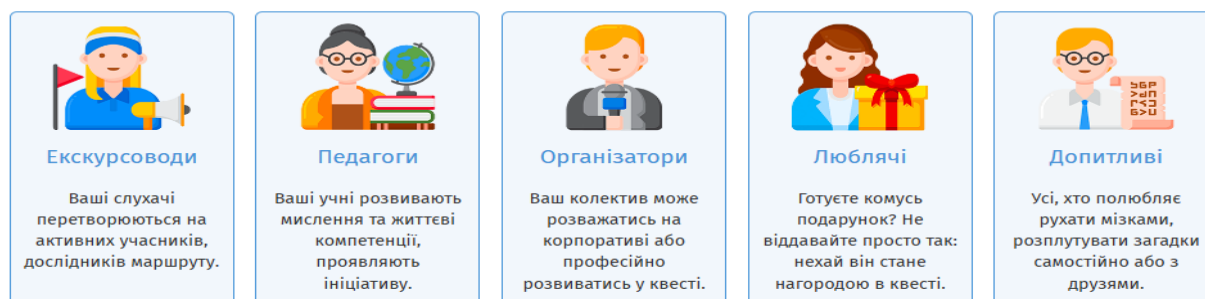 Екскурсоводи
Ваші слухачі
перетворюються на
активних учасників,
дослідників маршруту.
Педагоги
Ваші учні розвивають
мислення та життєві
компетенції,
проявляють
ініціативу.
Організатори
Ваш колектив може
розважатись на
корпоративі або
професійно
розвиватись у квесті.
Люблячі
Готуєте комусь
подарунок? Не
віддавайте просто так:
нехай він стане
нагородою в квесті.
Допитливі
Усі, хто полюбляє
рухати мізками,
розплутувати загадки
самостійно або з
друзями.